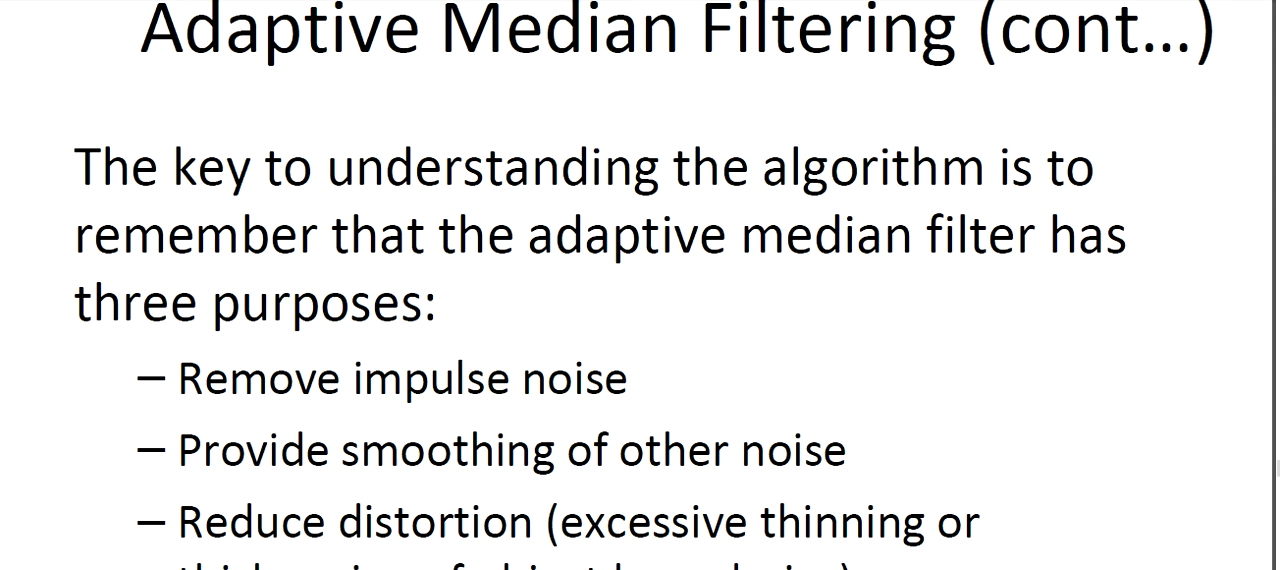 Adaptive Median Filtering (cont...)
The key to understanding the algorithm is to
remember that the adaptive median filter has
three purposes:
– Remove impulse noise
– Provide smoothing of other noise
– Reduce distortion (excessive thinning or